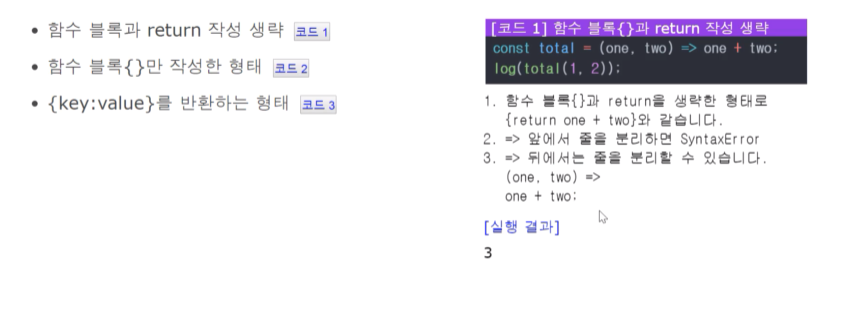 • 함수 블록과 return 작성 생략 코드 1
• 함수 블록{}만 작성한 형태 코드 2
• {key:value}를 반환하는 형태 코드 3
[코드 1] 함수 블록{}과 return 작성 생략
const total = (one, two) => one + two;
log(total(1, 2));
1. 함수 블록{}과 return을 생략한 형태로
{return one + two}와 같습니다.
2. => 앞에서 줄을 분리하면 SyntaxError
3. => 뒤에서는 줄을 분리할 수 있습니다.
(one, two) =>
one + two;
[실행 결과]
3